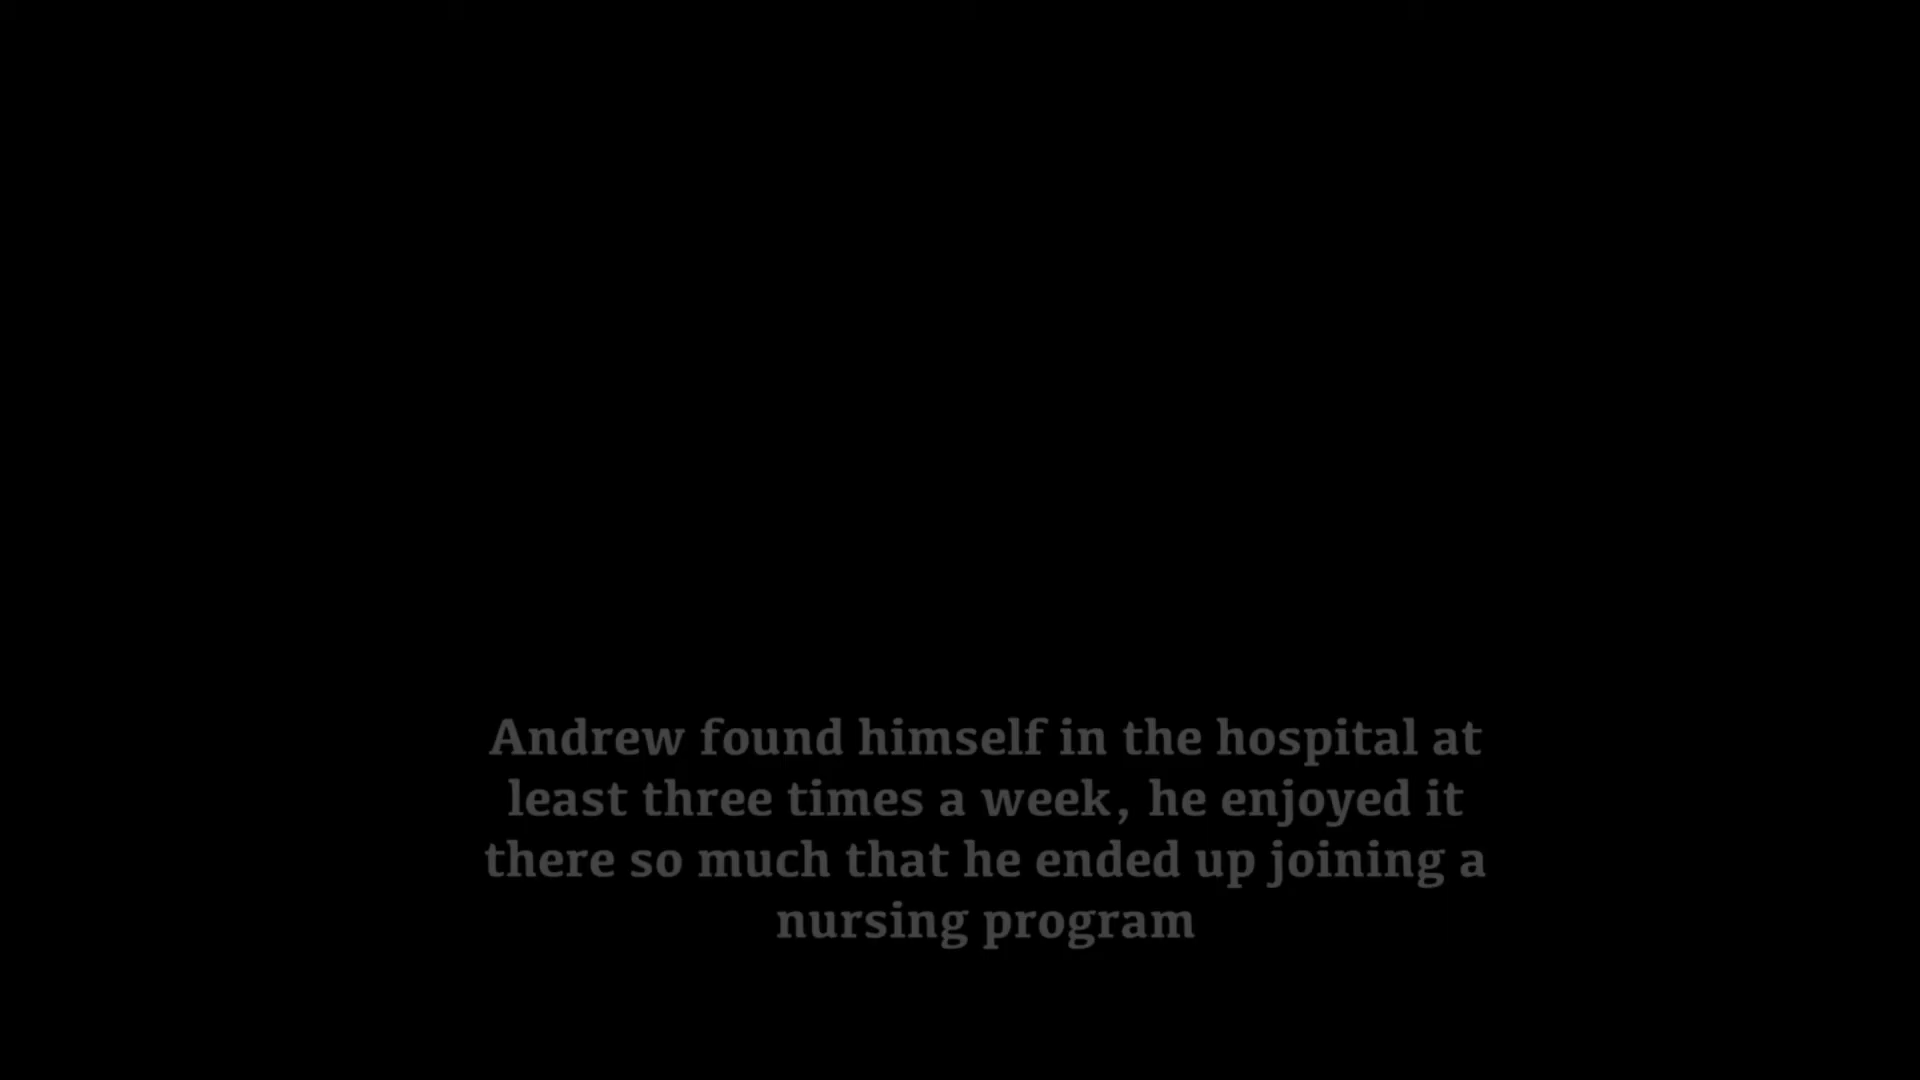 Andrew found himself in the hospital at
least three times a week, he enjoyed it
there so much that he ended up joining a
nursing program